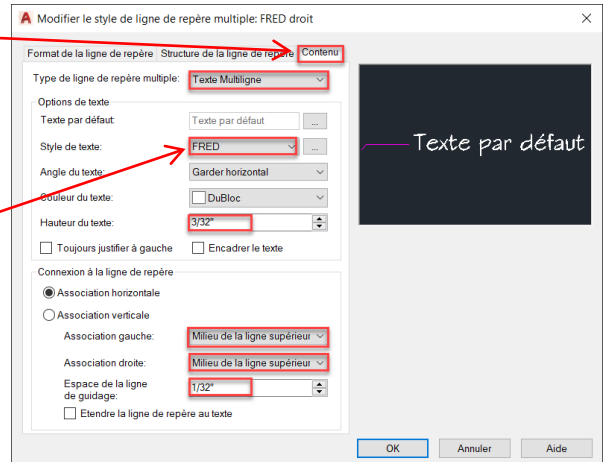 Modifier le style de ligne de repère multiple: FRED droit
Format de la ligne de repère Structure de la ligne de repère Contenu
Type de ligne de repère multiple: Texte Multiligne
Options de texte
Texte par défaut: Texte par défaut ...
Style de texte: FRED ...
Angle du texte: Garder horizontal
Couleur du texte: DuBloc
Hauteur du texte: 3/32"
Toujours justifier à gauche Encadrer le texte
Connexion à la ligne de repère
Association horizontale
Association verticale
Association gauche: Milieu de la ligne supérieur
Association droite: Milieu de la ligne supérieur
Espace de la ligne
de guidage: 1/32"
Etendre la ligne de repère au texte
Texte par défaut
OK Annuler Aide